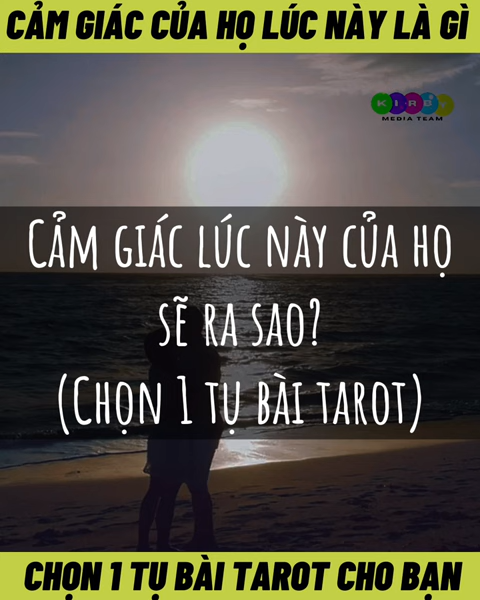 CẢM GIÁC CỦA HỌ LÚC NÀY LÀ GÌ
KIRBY
MEDIA TEAM
CẢM GIÁC LÚC NÀY CỦA HỌ
SẼ RA SAO?
(CHỌN 1 TỤ BÀI TAROT)
CHỌN 1 TỤ BÀI TAROT CHO BẠN